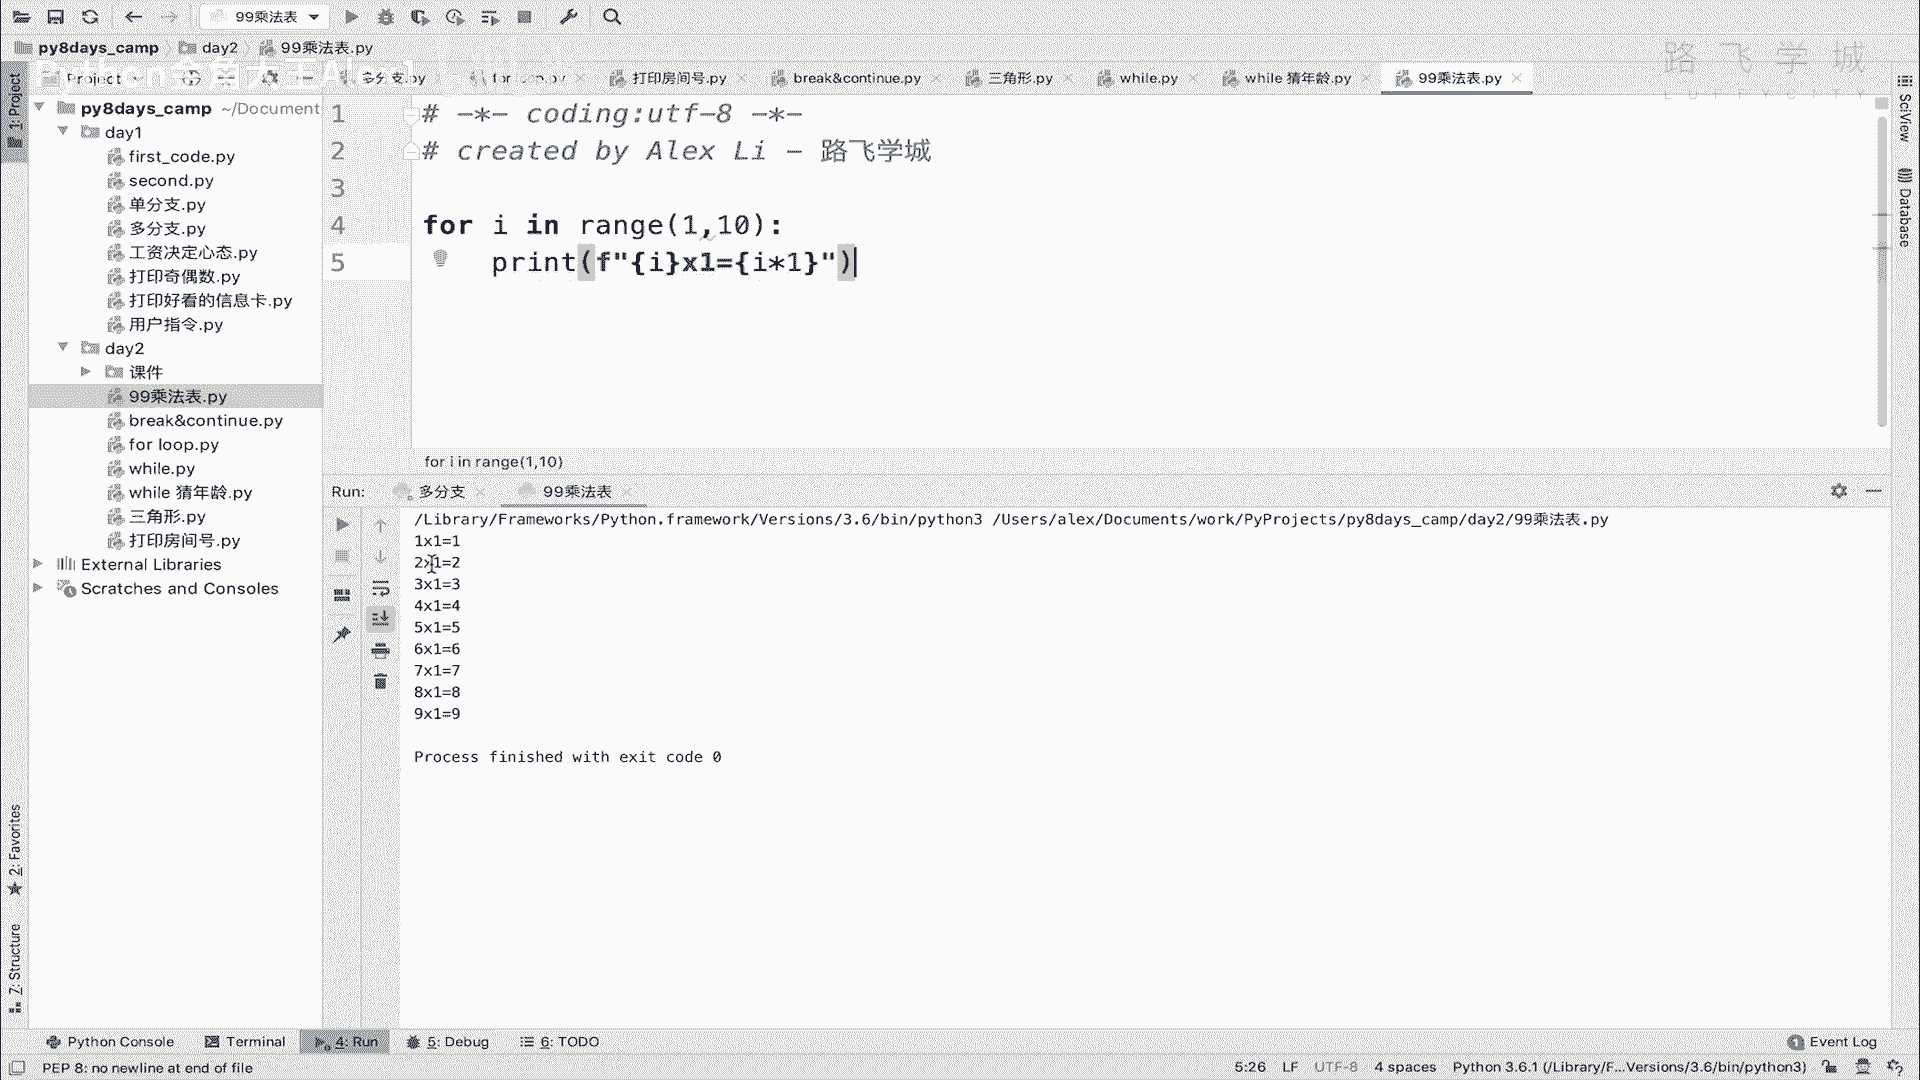 99乘法表
py8days_camp day2 99乘法表.py
路飞学城
LUFFYCITY
Project 多分支.py for loop.py 打印房间号.py break&continue.py 三角形.py while.py while 猜年龄.py 99乘法表.py
1: Project
py8days_camp ~/Document
day1
first_code.py
second.py
单分支.py
多分支.py
工资决定心态.py
打印奇偶数.py
打印好看的信息卡.py
用户指令.py
day2
课件
99乘法表.py
break&continue.py
for loop.py
while.py
while 猜年龄.py
三角形.py
打印房间号.py
External Libraries
Scratches and Consoles
1 # -*- coding:utf-8 -*-
2 # created by Alex Li - 路飞学城
3
4 for i in range(1,10):
5 print(f"{i}x1={i*1}")
for i in range(1,10)
SciView
Database
Run: 多分支 99乘法表
/Library/Frameworks/Python.framework/Versions/3.6/bin/python3 /Users/alex/Documents/work/PyProjects/py8days_camp/day2/99乘法表.py
1x1=1
2x1=2
3x1=3
4x1=4
5x1=5
6x1=6
7x1=7
8x1=8
9x1=9
Process finished with exit code 0
2: Favorites
7: Structure
Python Console Terminal 4: Run 5: Debug 6: TODO 1 Event Log
PEP 8: no newline at end of file 5:26 LF UTF-8 4 spaces Python 3.6.1 (/Library/F...Versions/3.6/bin/python3)